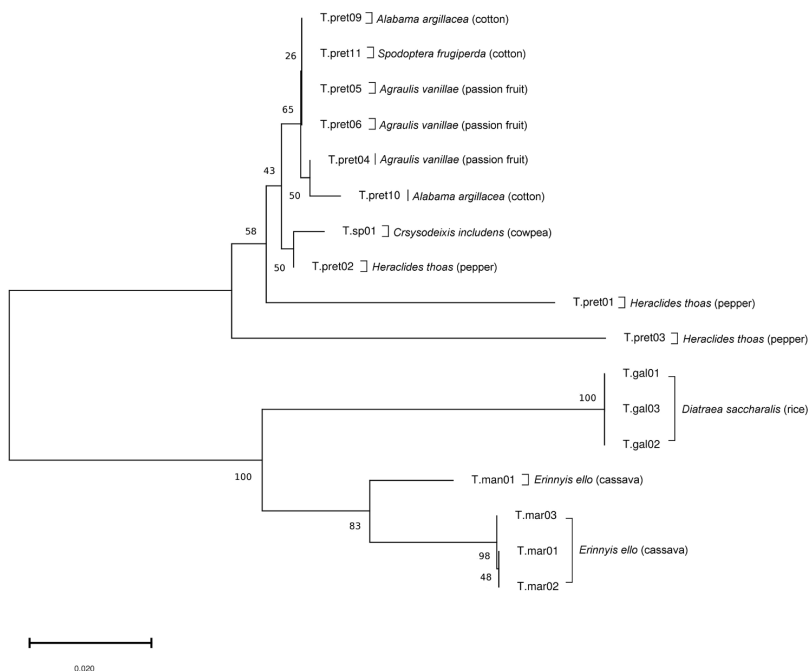 T.pret09 Alabama argillacea (cotton)
26
T.pret11 Spodoptera frugiperda (cotton)
T.pret05 Agraulis vanillae (passion fruit)
65
T.pret06 Agraulis vanillae (passion fruit)
T.pret04 Agraulis vanillae (passion fruit)
43
50
T.pret10 Alabama argillacea (cotton)
58
T.sp01 Crsysodeixis includens (cowpea)
50
T.pret02 Heraclides thoas (pepper)
T.pret01 Heraclides thoas (pepper)
T.pret03 Heraclides thoas (pepper)
T.gal01
100
T.gal03 Diatraea saccharalis (rice)
T.gal02
100
T.man01 Erinnyis ello (cassava)
83
T.mar03
98
T.mar01 Erinnyis ello (cassava)
48
T.mar02
0.020